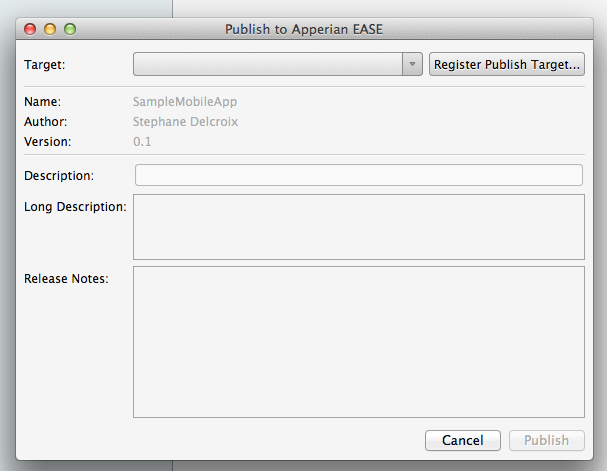 Publish to Apperian EASE
Target: Register Publish Target...
Name: SampleMobileApp
Author: Stephane Delcroix
Version: 0.1
Description:
Long Description:
Release Notes:
Cancel Publish